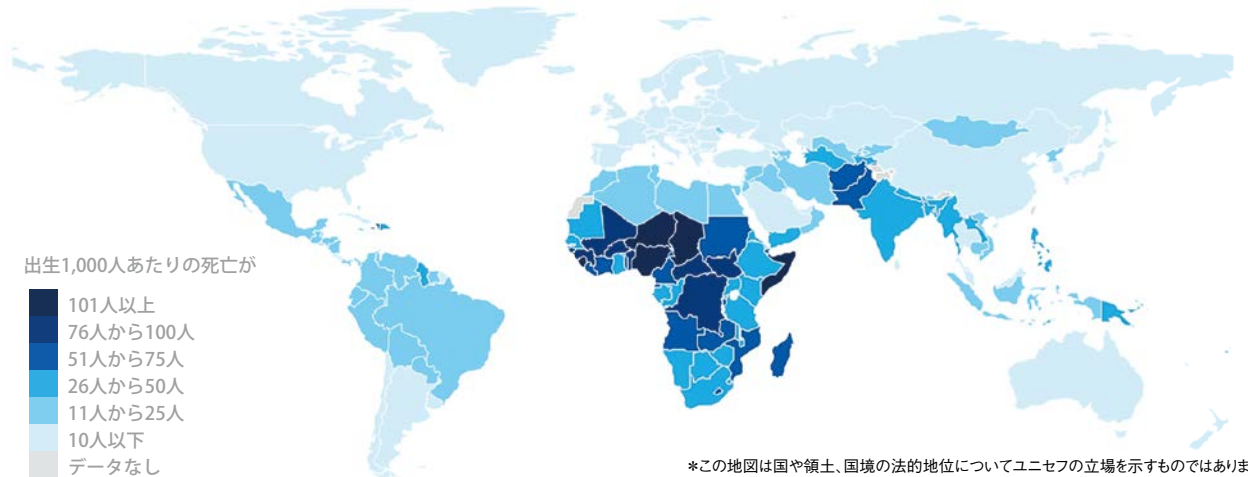 出生1,000人あたりの死亡が
101人以上
76人から100人
51人から75人
26人から50人
11人から25人
10人以下
データなし
*この地図は国や領土、国境の法的地位についてユニセフの立場を示すものではありま